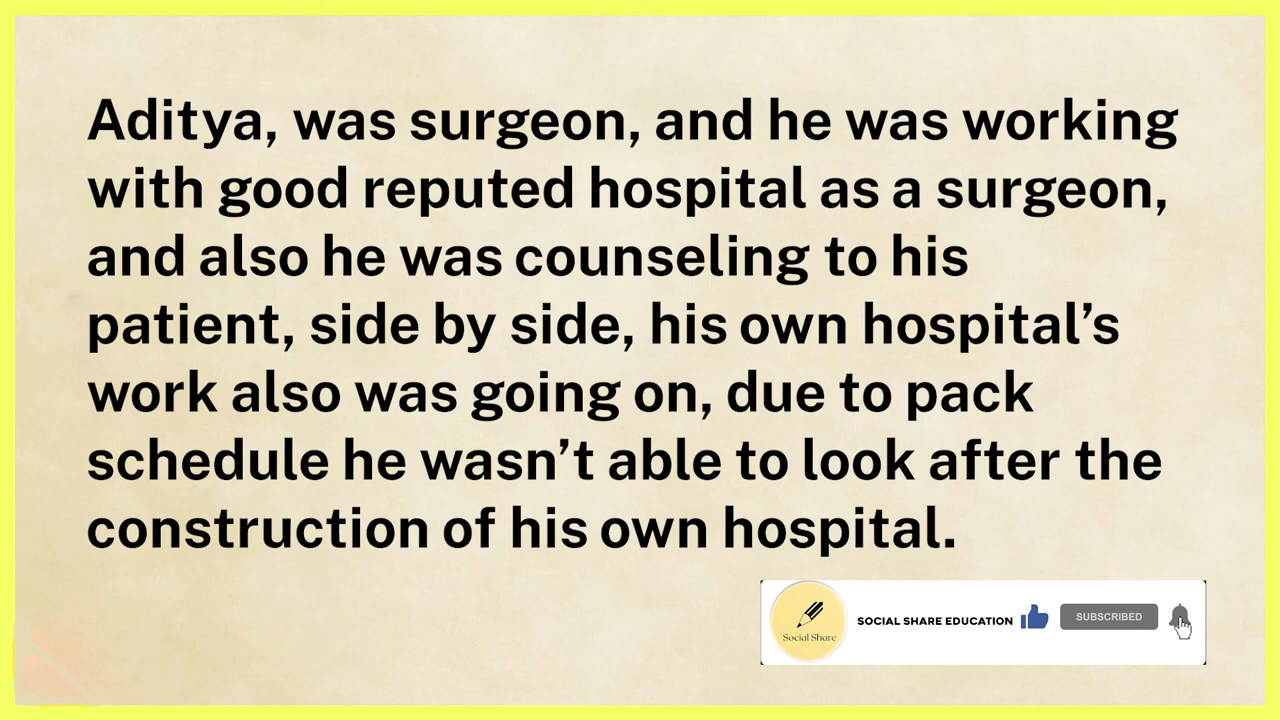 Aditya, was surgeon, and he was working
with good reputed hospital as a surgeon,
and also he was counseling to his
patient, side by side, his own hospital’s
work also was going on, due to pack
schedule he wasn’t able to look after the
construction of his own hospital.
Social Share
SOCIAL SHARE EDUCATION
SUBSCRIBED